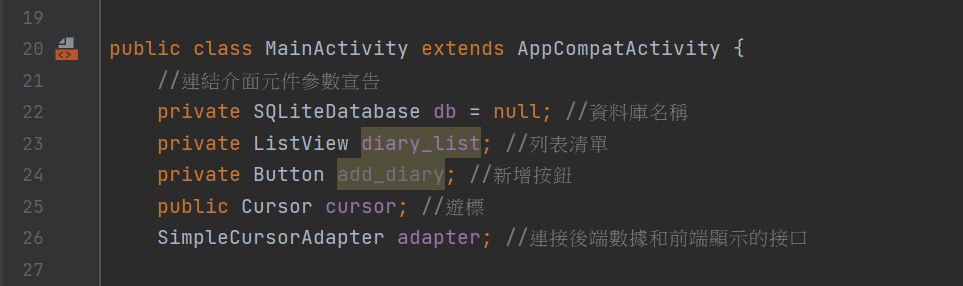 19
20 public class MainActivity extends AppCompatActivity {
21 //連結介面元件參數宣告
22 private SQLiteDatabase db = null; //資料庫名稱
23 private ListView diary_list; //列表清單
24 private Button add_diary; //新增按鈕
25 public Cursor cursor; //遊標
26 SimpleCursorAdapter adapter; //連接後端數據和前端顯示的接口
27